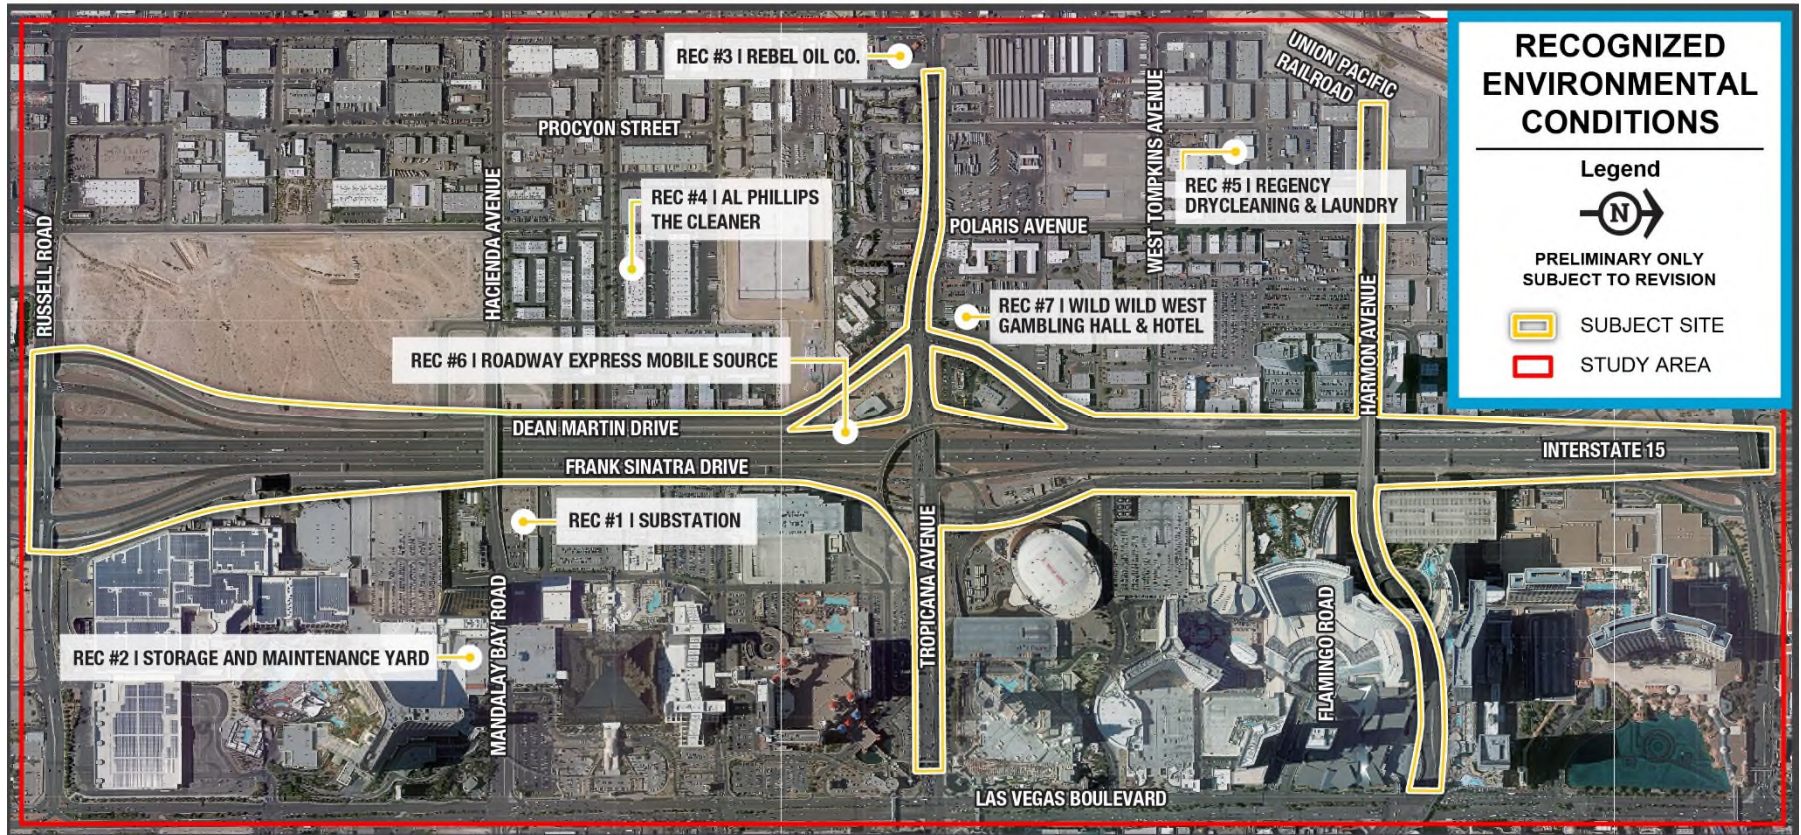 REC #3 | REBEL OIL CO.
UNION PACIFIC
RAILROAD
RECOGNIZED
ENVIRONMENTAL
CONDITIONS
Legend
N
PRELIMINARY ONLY
SUBJECT TO REVISION
SUBJECT SITE
STUDY AREA
PROCYON STREET
WEST TOMPKINS AVENUE
REC #4 | AL PHILLIPS
THE CLEANER
REC #5 | REGENCY
DRYCLEANING & LAUNDRY
HACIENDA AVENUE
RUSSELL ROAD
POLARIS AVENUE
REC #7 | WILD WILD WEST
GAMBLING HALL & HOTEL
HARMON AVENUE
REC #6 | ROADWAY EXPRESS MOBILE SOURCE
DEAN MARTIN DRIVE
INTERSTATE 15
FRANK SINATRA DRIVE
REC #1 | SUBSTATION
TROPICANA AVENUE
MANDALAY BAY ROAD
FLAMINGO ROAD
REC #2 | STORAGE AND MAINTENANCE YARD
LAS VEGAS BOULEVARD